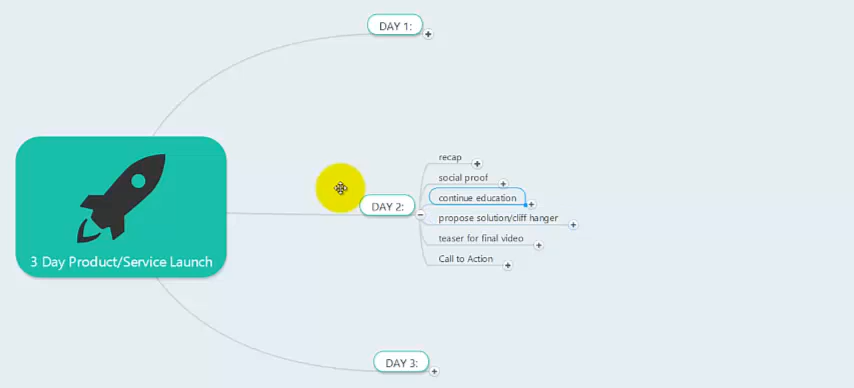 DAY 1:
3 Day Product/Service Launch
DAY 2:
recap
social proof
continue education
propose solution/cliff hanger
teaser for final video
Call to Action
DAY 3: